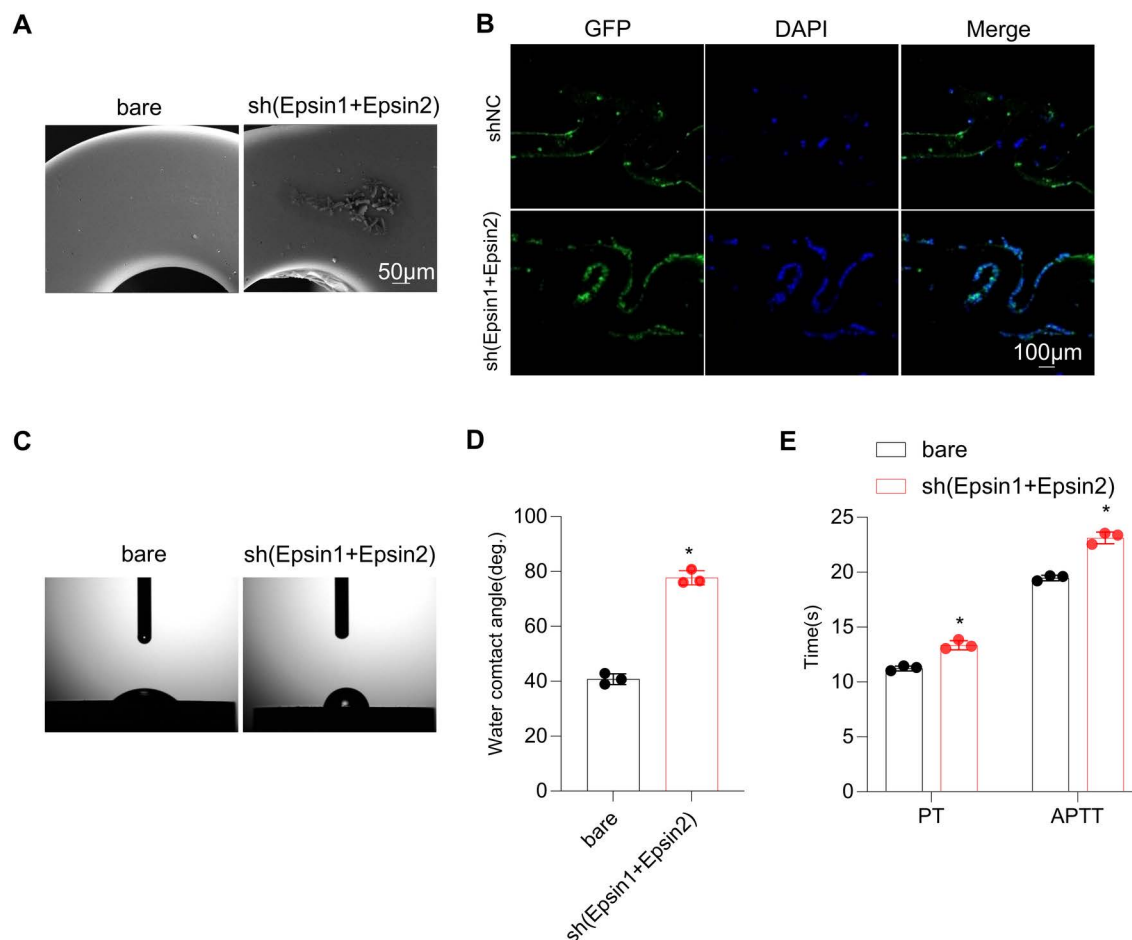 A
bare
sh(Epsin1+Epsin2)
50μm
B
GFP
DAPI
Merge
shNC
sh(Epsin1+Epsin2)
100μm
C
bare
sh(Epsin1+Epsin2)
D
Water comtact angle(deg.)
100
80
60
40
20
0
*
bare
sh(Epsin1+Epsin2)
E
bare
sh(Epsin1+Epsin2)
Time(s)
25
20
15
10
5
0
*
*
PT
APTT